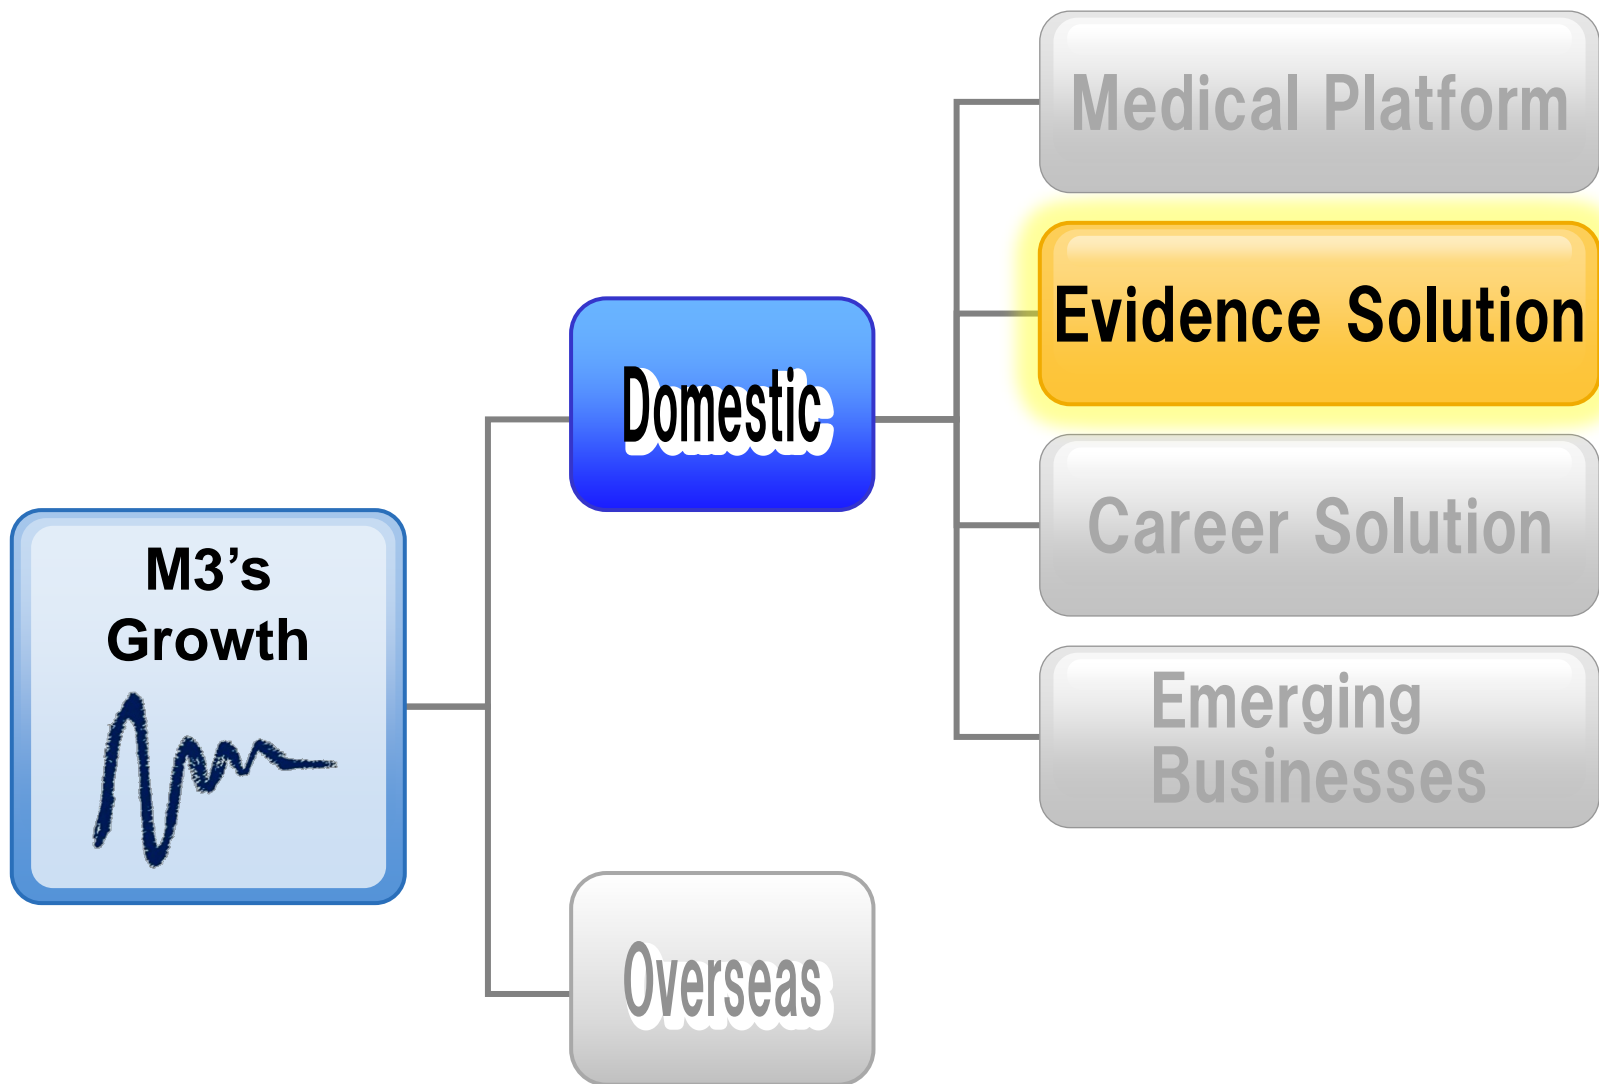 M3’s
Growth
Domestic
Overseas
Medical Platform
Evidence Solution
Career Solution
Emerging
Businesses